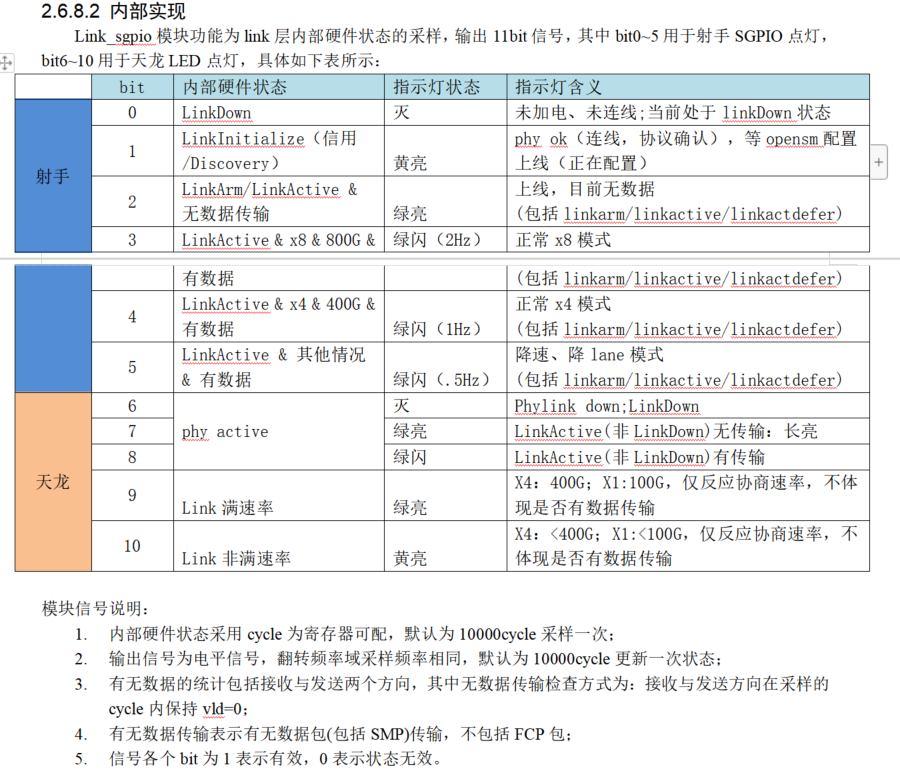 2.6.8.2 内部实现
Link_sgpio 模块功能为 link 层内部硬件状态的采样，输出 11bit 信号，其中 bit0~5 用于射手 SGPIO 点灯，
bit6~10 用于天龙 LED 点灯，具体如下表所示：
bit 内部硬件状态 指示灯状态 指示灯含义
射手
0 LinkDown 灭 未加电、未连线;当前处于 linkDown 状态
1 LinkInitialize（信用
/Discovery） 黄亮 phy ok（连线，协议确认），等 opensm 配置
上线（正在配置）
2 LinkArm/LinkActive &
无数据传输 绿亮 上线，目前无数据
(包括 linkarm/linkactive/linkactdefer)
3 LinkActive & x8 & 800G & 绿闪（2Hz） 正常 x8 模式
有数据 (包括 linkarm/linkactive/linkactdefer)
4 LinkActive & x4 & 400G &
有数据 绿闪（1Hz） 正常 x4 模式
(包括 linkarm/linkactive/linkactdefer)
5 LinkActive & 其他情况
& 有数据 绿闪（.5Hz） 降速、降 lane 模式
(包括 linkarm/linkactive/linkactdefer)
天龙
6 phy active 灭 Phylink down;LinkDown
7 绿亮 LinkActive(非 LinkDown)无传输：长亮
8 绿闪 LinkActive(非 LinkDown)有传输
9 Link 满速率 绿亮 X4：400G；X1:100G，仅反应协商速率，不体
现是否有数据传输
10 Link 非满速率 黄亮 X4：<400G；X1:<100G，仅反应协商速率，不
体现是否有数据传输
模块信号说明：
1. 内部硬件状态采用 cycle 为寄存器可配，默认为 10000cycle 采样一次；
2. 输出信号为电平信号，翻转频率域采样频率相同，默认为 10000cycle 更新一次状态；
3. 有无数据的统计包括接收与发送两个方向，其中无数据传输检查方式为：接收与发送方向在采样的
cycle 内保持 vld=0；
4. 有无数据传输表示有无数据包(包括 SMP)传输，不包括 FCP 包；
5. 信号各个 bit 为 1 表示有效，0 表示状态无效。